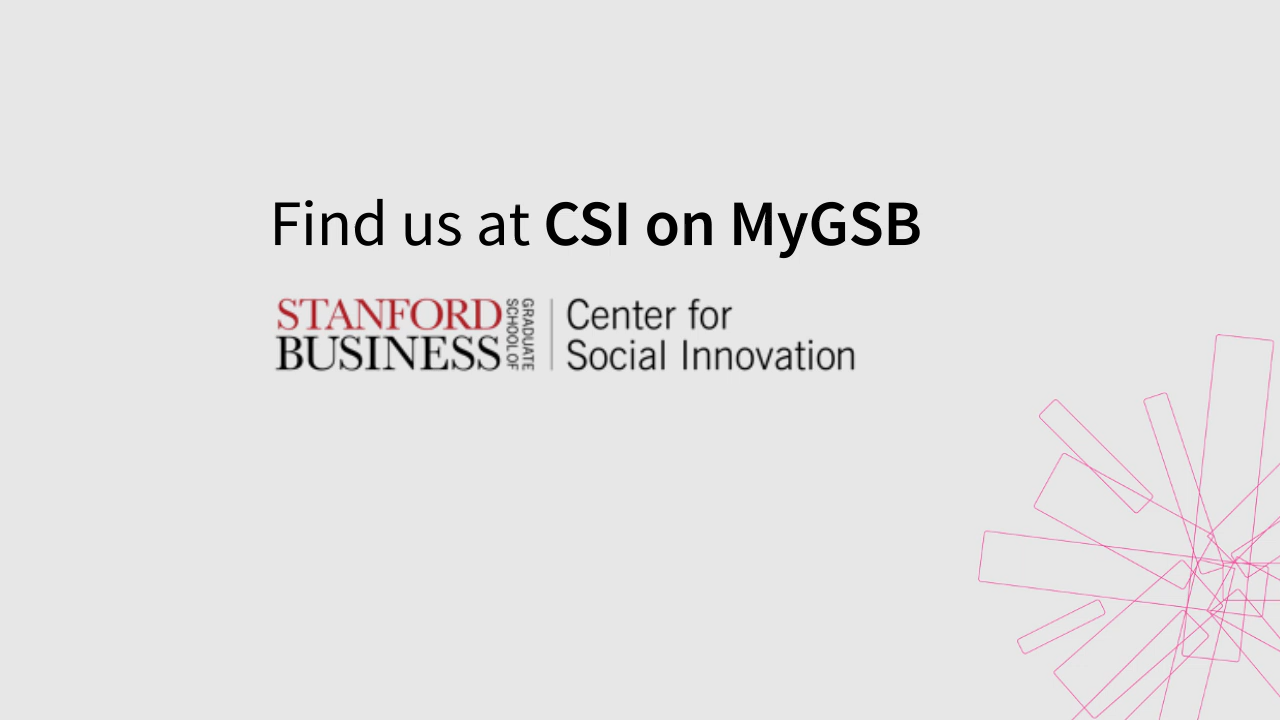 Find us at CSI on MyGSB
STANFORD
BUSINESS
GRADUATE
SCHOOL OF
Center for
Social Innovation